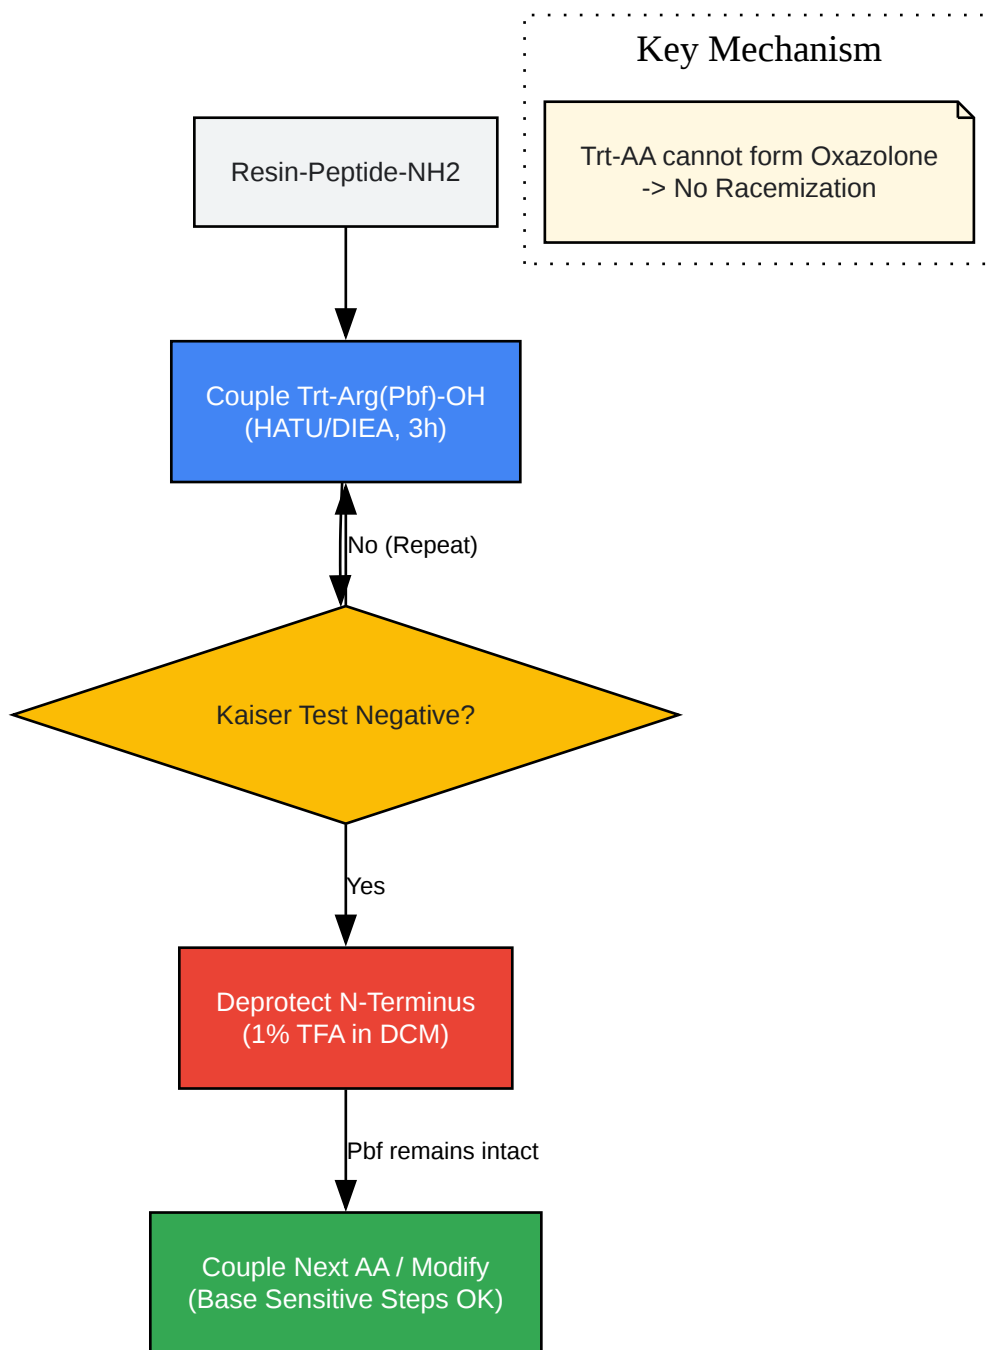 Key Mechanism
Trt-AA cannot form Oxazolone
-> No Racemization
Resin-Peptide-NH2
Couple Trt-Arg(Pbf)-OH
(HATU/DIEA, 3h)
No (Repeat)
Kaiser Test Negative?
Yes
Deprotect N-Terminus
(1% TFA in DCM)
Pbf remains intact
Couple Next AA / Modify
(Base Sensitive Steps OK)